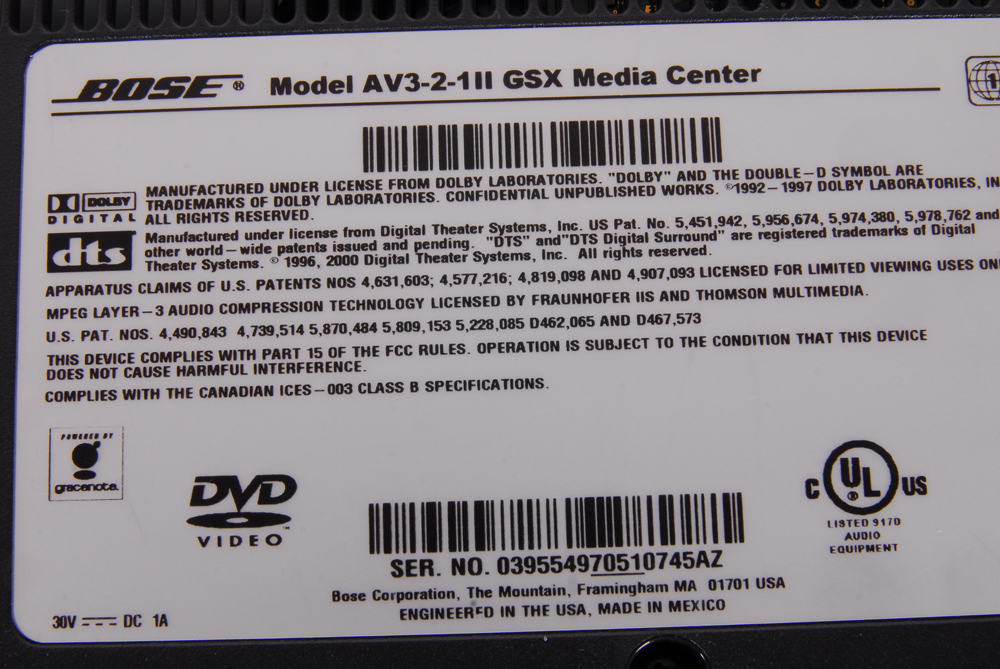 BOSE® Model AV3-2-1II GSX Media Center
1
MANUFACTURED UNDER LICENSE FROM DOLBY LABORATORIES. "DOLBY" AND THE DOUBLE-D SYMBOL ARE
TRADEMARKS OF DOLBY LABORATORIES. CONFIDENTIAL UNPUBLISHED WORKS. ©1992-1997 DOLBY LABORATORIES, IN
ALL RIGHTS RESERVED.
DOLBY
DIGITAL
dts
Manufactured under license from Digital Theater Systems, Inc. US Pat. No. 5,451,942, 5,956,674, 5,974,380, 5,978,762 and
other world-wide patents issued and pending. "DTS" and "DTS Digital Surround" are registered trademarks of Digital
Theater Systems. © 1996, 2000 Digital Theater Systems, Inc. All rights reserved.
APPARATUS CLAIMS OF U.S. PATENTS NOS 4,631,603; 4,577,216; 4,819,098 AND 4,907,093 LICENSED FOR LIMITED VIEWING USES ON
MPEG LAYER-3 AUDIO COMPRESSION TECHNOLOGY LICENSED BY FRAUNHOFER IIS AND THOMSON MULTIMEDIA.
U.S. PAT. NOS. 4,490,843 4,739,514 5,870,484 5,809,153 5,228,085 D462,065 AND D467,573
THIS DEVICE COMPLIES WITH PART 15 OF THE FCC RULES. OPERATION IS SUBJECT TO THE CONDITION THAT THIS DEVICE
DOES NOT CAUSE HARMFUL INTERFERENCE.
COMPLIES WITH THE CANADIAN ICES-003 CLASS B SPECIFICATIONS.
POWERED BY
gracenote.
DVD™
VIDEO
C UL® US
LISTED 917D
AUDIO
EQUIPMENT
SER. NO. 039554970510745AZ
Bose Corporation, The Mountain, Framingham MA 01701 USA
ENGINEERED IN THE USA, MADE IN MEXICO
30V DC 1A